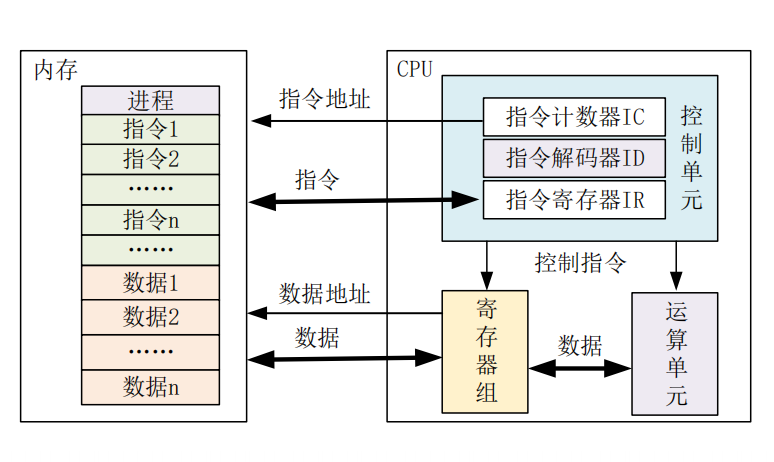 内存
进程
指令1
指令2
……
指令n
……
数据1
数据2
……
数据n
指令地址
指令
数据地址
数据
CPU
指令计数器IC
指令解码器ID
指令寄存器IR
控制单元
控制指令
寄存器组
数据
运算单元